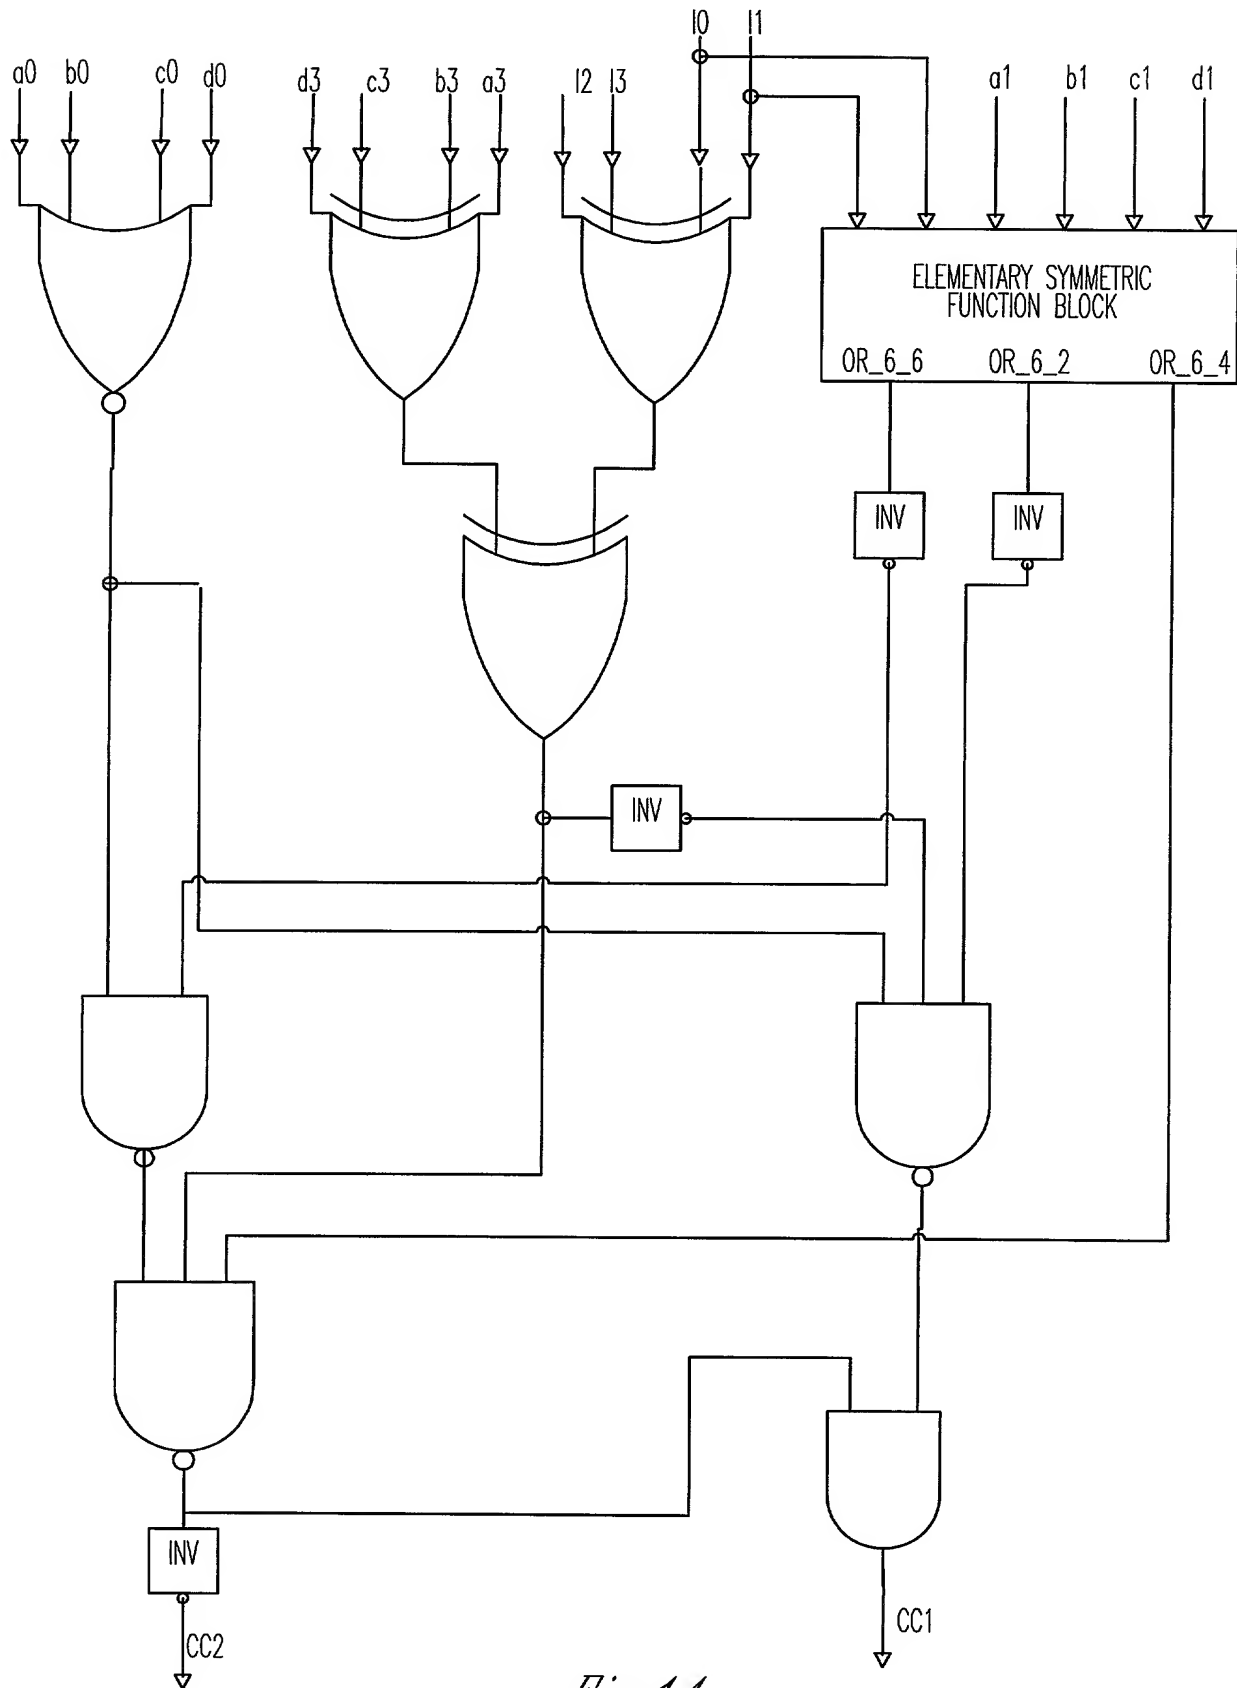 I0 I1
a0 b0 c0 d0 d3 c3 b3 a3 I2 I3 a1 b1 c1 d1
ELEMENTARY SYMMETRIC
FUNCTION BLOCK
OR_6_6 OR_6_2 OR_6_4
INV INV
INV
INV
CC2 CC1